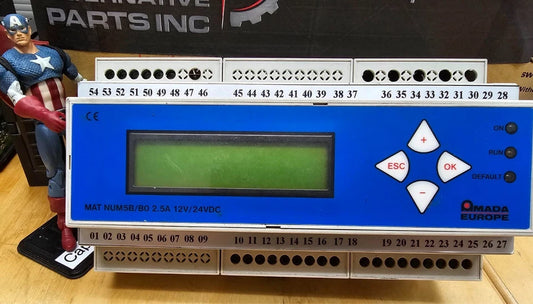 PARTS INC
54 53 52 51 50 49 48 47 46 45 44 43 42 41 40 39 38 37 36 35 34 33 32 31 30 29 28
CE
ON
RUN
DEFAULT
+
ESC OK
−
MAT NUM5B/B0 2.5A 12V/24VDC
OMADA
EUROPE
01 02 03 04 05 06 07 08 09 10 11 12 13 14 15 16 17 18 19 20 21 22 23 24 25 26 27